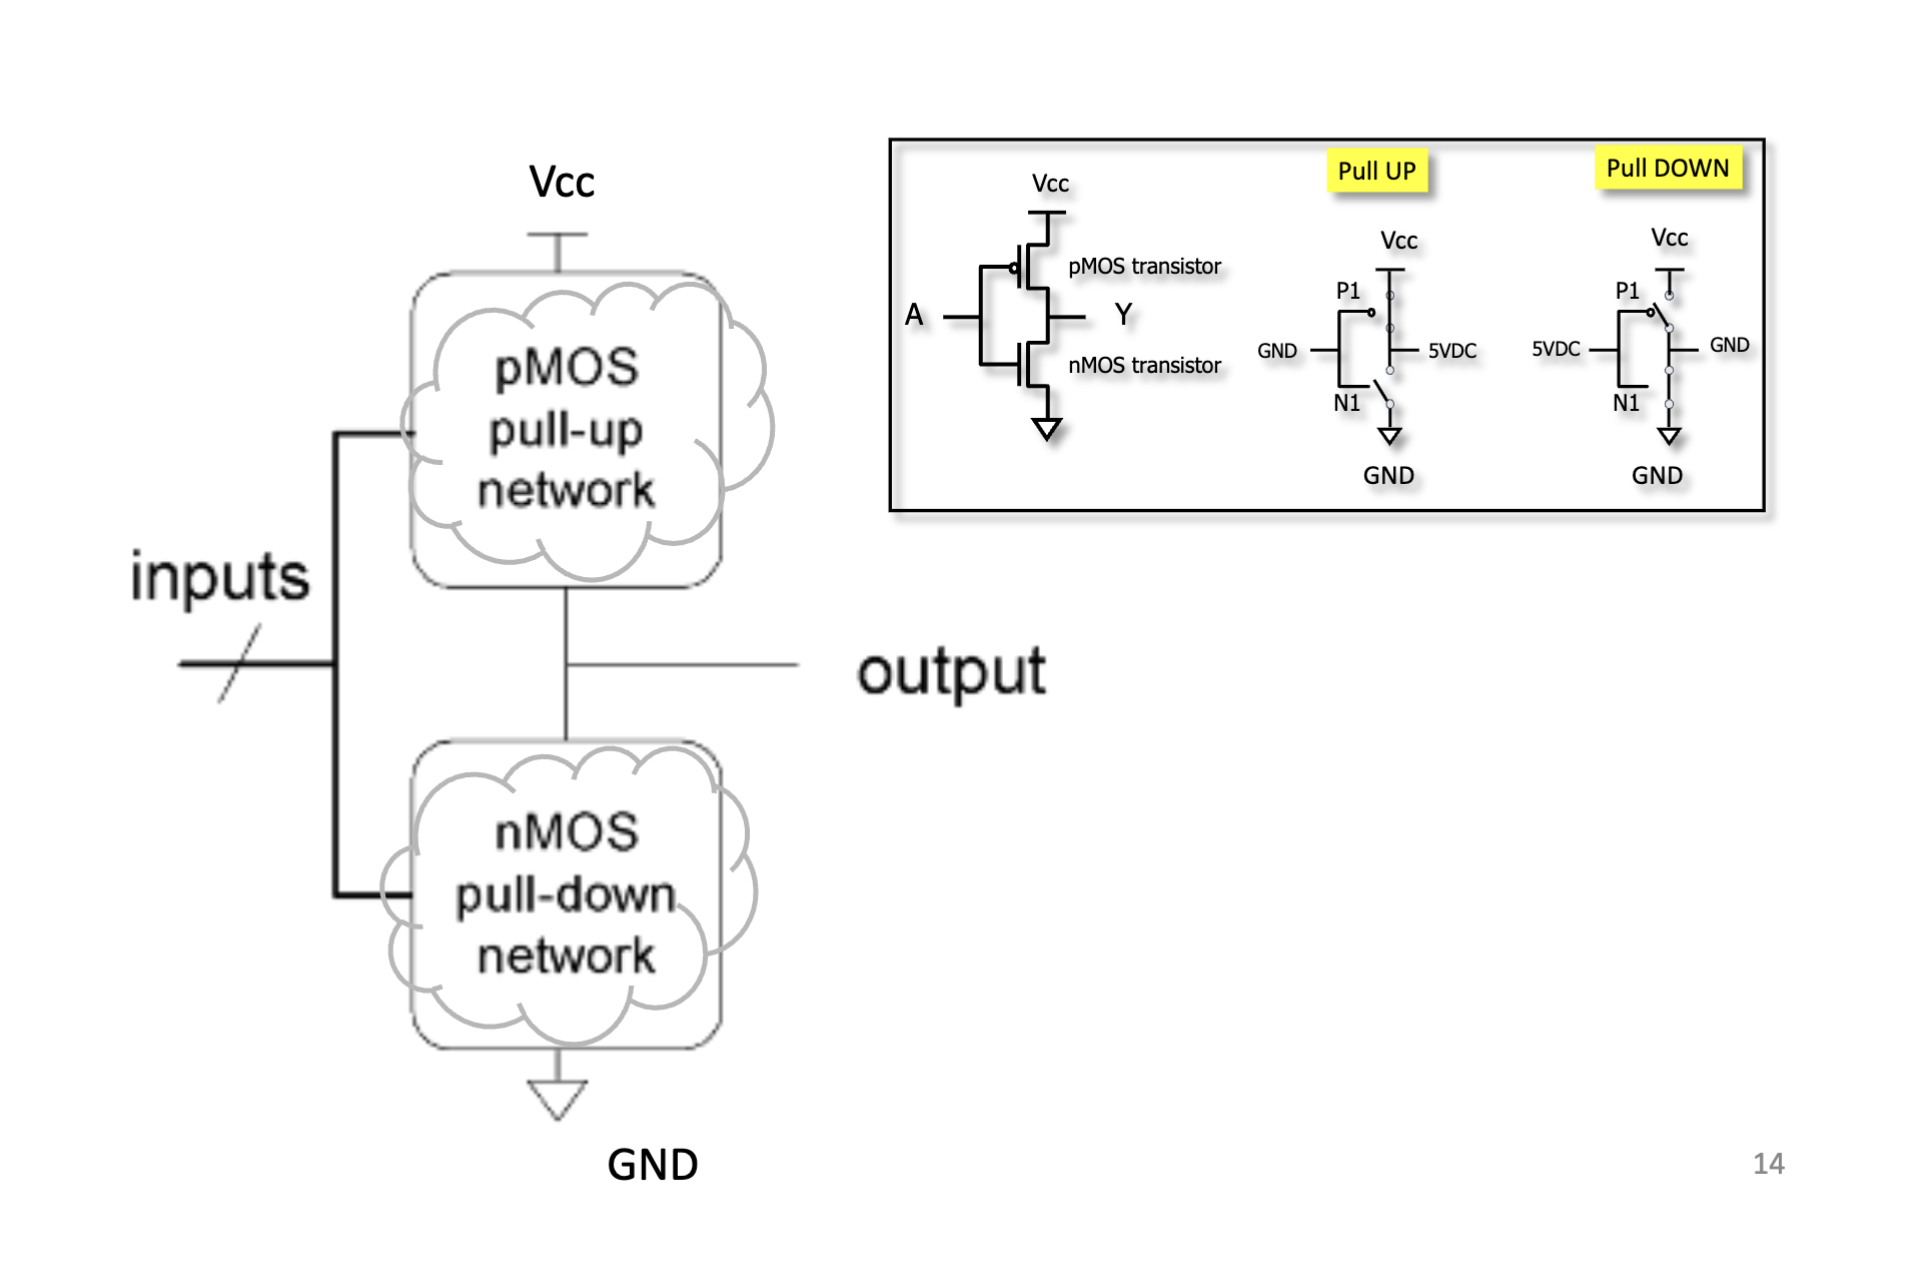 Vcc
pMOS
pull-up
network
inputs
output
nMOS
pull-down
network
GND
Vcc
pMOS transistor
A
Y
nMOS transistor
Pull UP
Vcc
P1
GND
5VDC
N1
GND
Pull DOWN
Vcc
P1
5VDC
GND
N1
GND
14